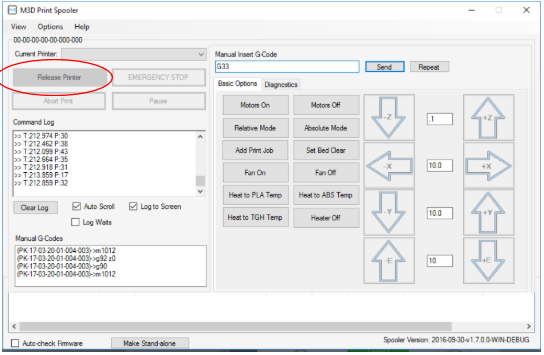 M3D Print Spooler
View Options Help
00-00-00-00-00-000-000
Current Printer:
Release Printer EMERGENCY STOP
Abort Print Pause
Command Log
>> T:212.974 P:30
>> T:212.462 P:38
>> T:212.099 P:43
>> T:212.664 P:35
>> T:212.918 P:31
>> T:213.859 P:17
>> T:212.859 P:32
Clear Log Auto Scroll Log to Screen
Log Waits
Manual G-Codes
(PK-17-03-20-01-004-003)->m1012
(PK-17-03-20-01-004-003)->g92 z0
(PK-17-03-20-01-004-003)->g90
(PK-17-03-20-01-004-003)->m1012
Manual Insert G-Code
G33 Send Repeat
Basic Options Diagnostics
Motors On Motors Off
Relative Mode Absolute Mode
Add Print Job Set Bed Clear
Fan On Fan Off
Heat to PLA Temp Heat to ABS Temp
Heat to TGH Temp Heater Off
-Z .1 +Z
-X 10.0 +X
-Y 10.0 +Y
-E 10 +E
Auto-check Firmware Make Stand-alone Spooler Version: 2016-09-30-v1.7.0.0-WIN-DEBUG